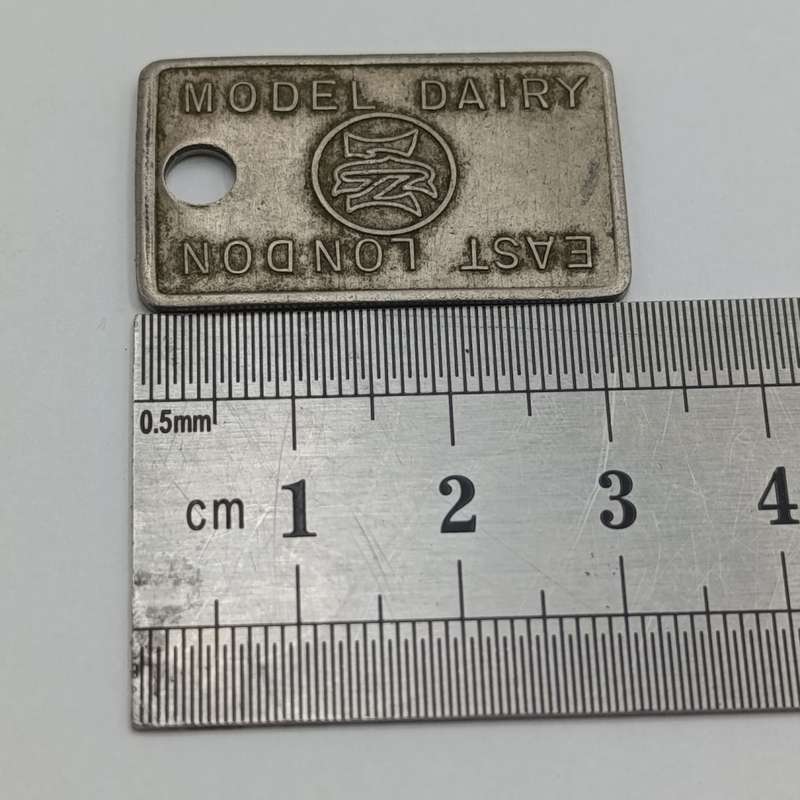 MODEL DAIRY
EAST LONDON
0.5mm
cm 1 2 3 4